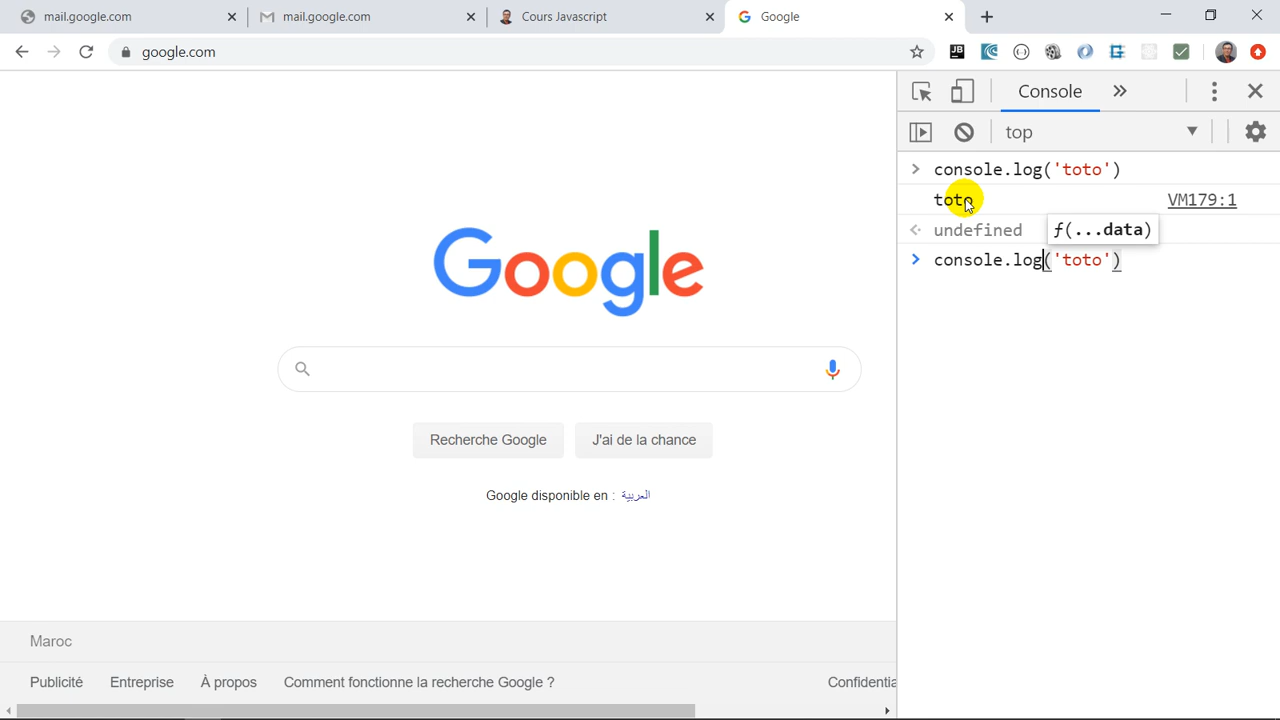 mail.google.com
mail.google.com
Cours Javascript
Google
google.com
JB
Console
top
console.log('toto')
toto
VM179:1
undefined
ƒ(...data)
console.log('toto')
Google
Recherche Google
J'ai de la chance
Google disponible en : العربية
Maroc
Publicité
Entreprise
À propos
Comment fonctionne la recherche Google ?
Confidentia